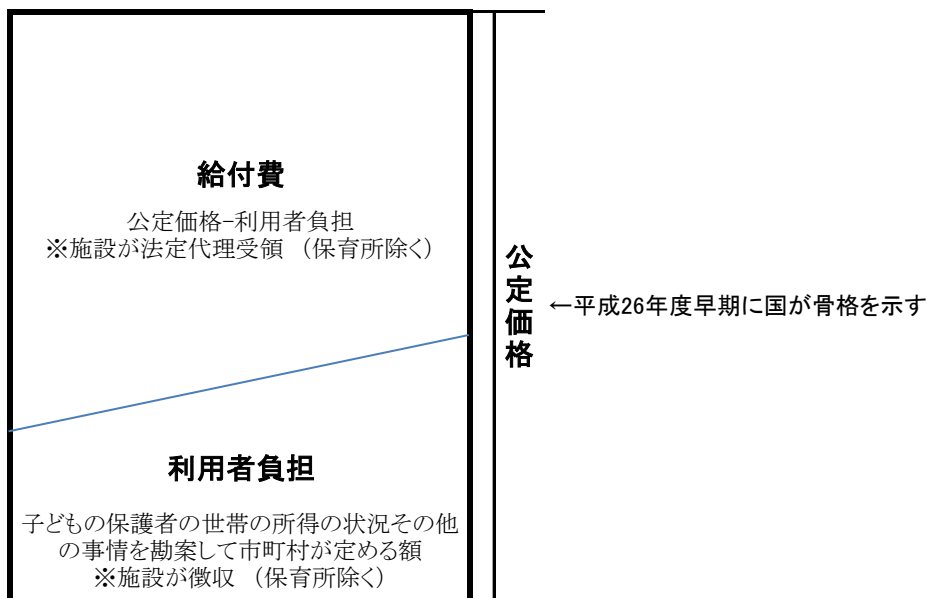 給付費
公定価格−利用者負担
※施設が法定代理受領 （保育所除く）
公定価格
←平成26年度早期に国が骨格を示す
利用者負担
子どもの保護者の世帯の所得の状況その他
の事情を勘案して市町村が定める額
※施設が徴収 （保育所除く）